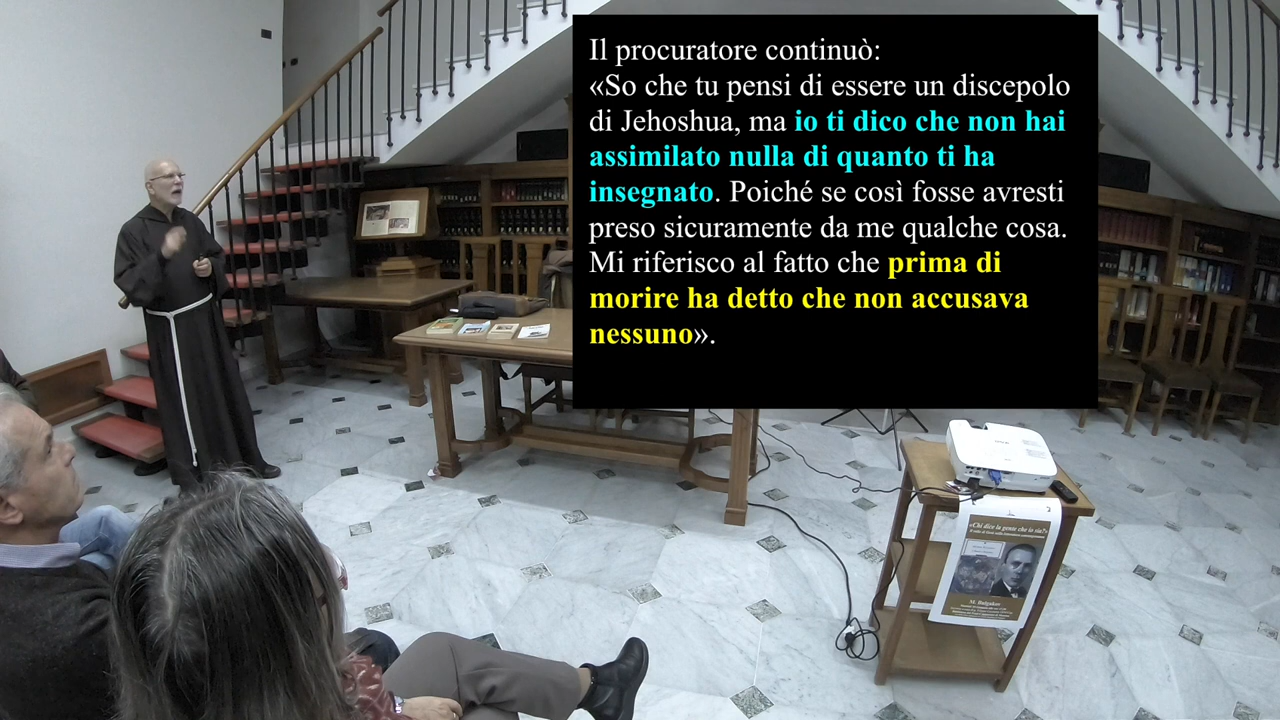 Il procuratore continuò:
«So che tu pensi di essere un discepolo
di Jehoshua, ma io ti dico che non hai
assimilato nulla di quanto ti ha
insegnato. Poiché se così fosse avresti
preso sicuramente da me qualche cosa.
Mi riferisco al fatto che prima di
morire ha detto che non accusava
nessuno».
«Chi dice la gente che io sia?»
M. Bulgakov